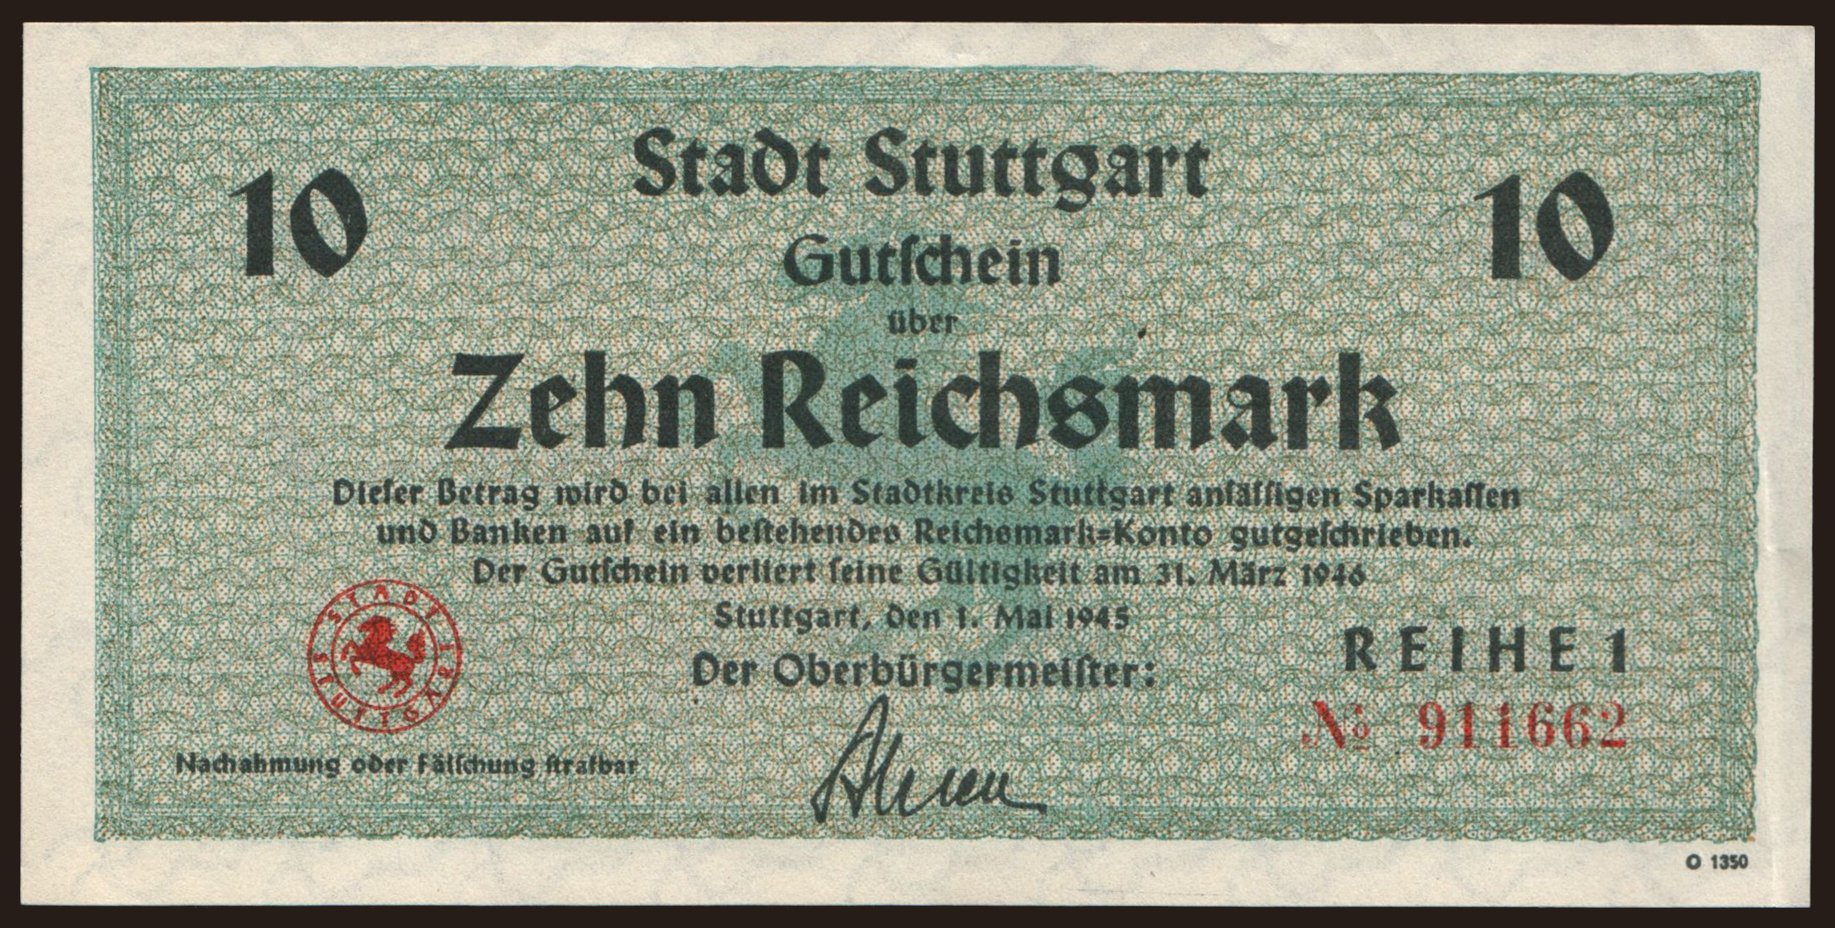 10
Stadt Stuttgart
10
Gutſchein
über
Zehn Reichsmark
Dieſer Betrag wird bei allen im Stadtkreis Stuttgart anſäſſigen Sparkaſſen
und Banken auf ein beſtehendes Reichsmark=Konto gutgeſchrieben.
Der Gutſchein verliert ſeine Gültigkeit am 31. März 1946
Stuttgart, den 1. Mai 1945
Der Oberbürgermeiſter:
STADT
STUTTGART
REIHE 1
№ 911662
Nachahmung oder Fälſchung ſtrafbar
O 1350